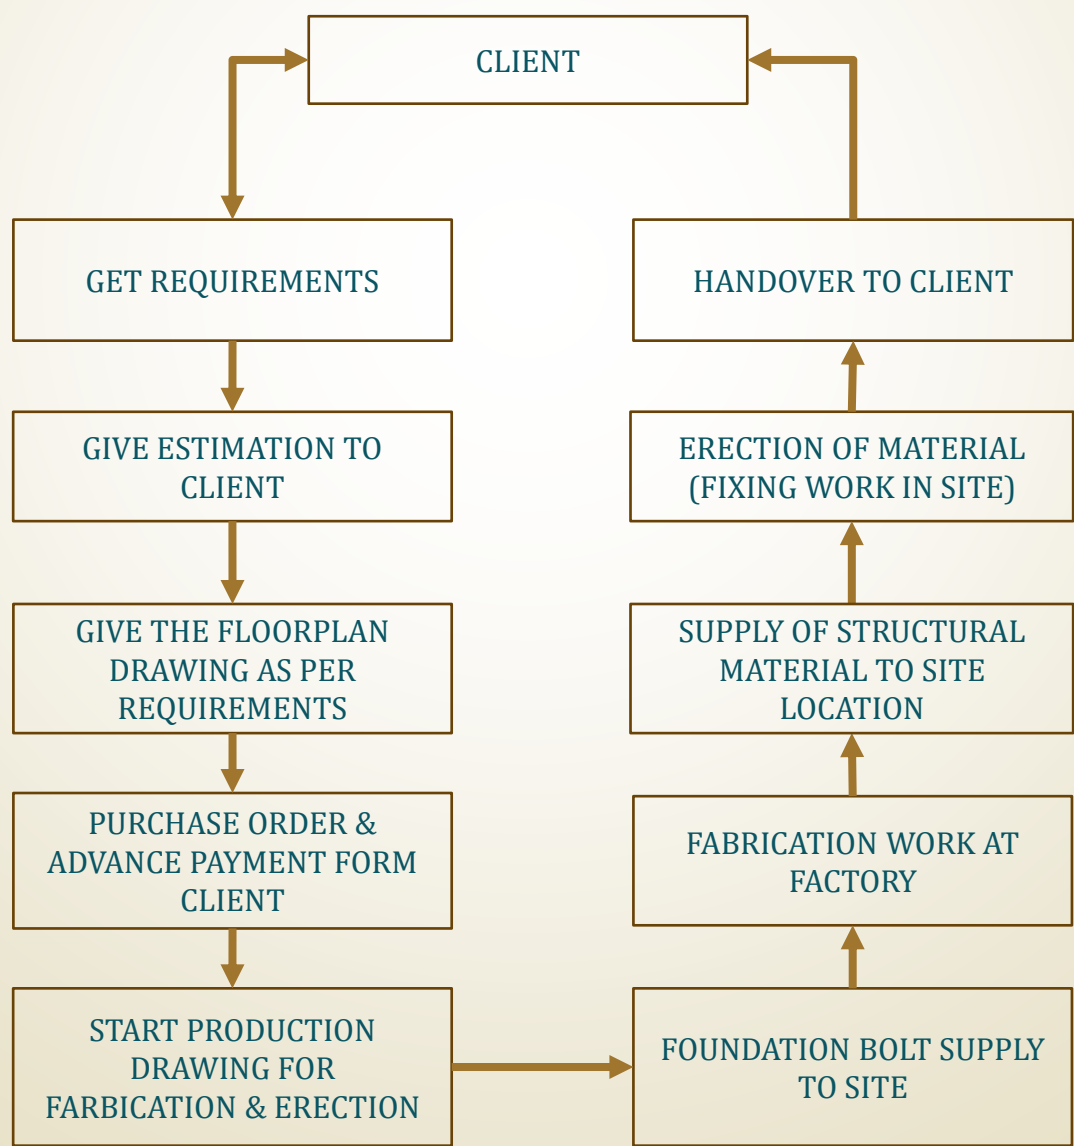 CLIENT
GET REQUIREMENTS
GIVE ESTIMATION TO
CLIENT
GIVE THE FLOORPLAN
DRAWING AS PER
REQUIREMENTS
PURCHASE ORDER &
ADVANCE PAYMENT FORM
CLIENT
START PRODUCTION
DRAWING FOR
FARBICATION & ERECTION
FOUNDATION BOLT SUPPLY
TO SITE
FABRICATION WORK AT
FACTORY
SUPPLY OF STRUCTURAL
MATERIAL TO SITE
LOCATION
ERECTION OF MATERIAL
(FIXING WORK IN SITE)
HANDOVER TO CLIENT